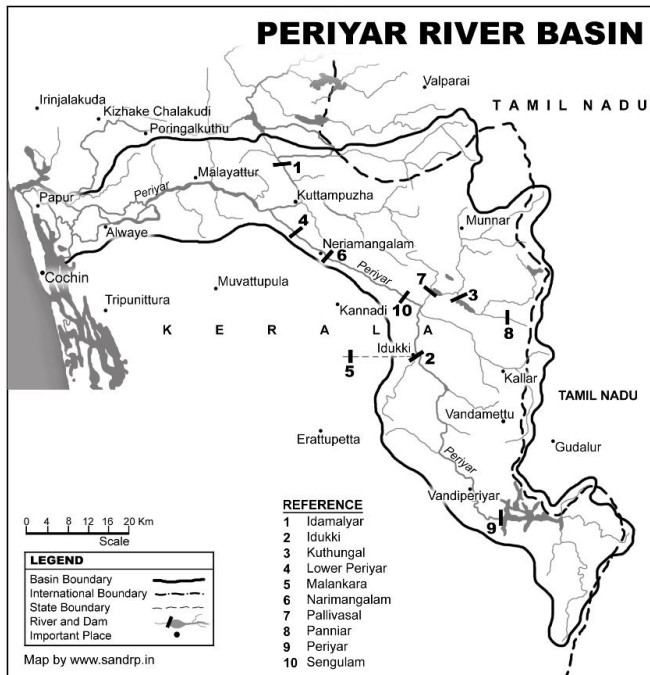 PERIYAR RIVER BASIN
Valparai
TAMIL NADU
Irinjalakuda
Kizhake Chalakudi
Poringalkuthu
Malayattur
1
Periyar
Kuttampuzha
Papur
Munnar
Alwaye
4
Neriamangalam
6
Periyar
Cochin
Muvattupula
7
3
Tripunittura
Kannadi
10
8
KERALA
Idukki
5
2
Kallar
TAMIL NADU
Vandamettu
Erattupetta
Gudalur
Periyar
Vandiperiyar
9
0 4 8 12 16 20 Km
Scale
LEGEND
Basin Boundary
International Boundary
State Boundary
River and Dam
Important Place
Map by www.sandrp.in
REFERENCE
1 Idamalyar
2 Idukki
3 Kuthungal
4 Lower Periyar
5 Malankara
6 Narimangalam
7 Pallivasal
8 Panniar
9 Periyar
10 Sengulam